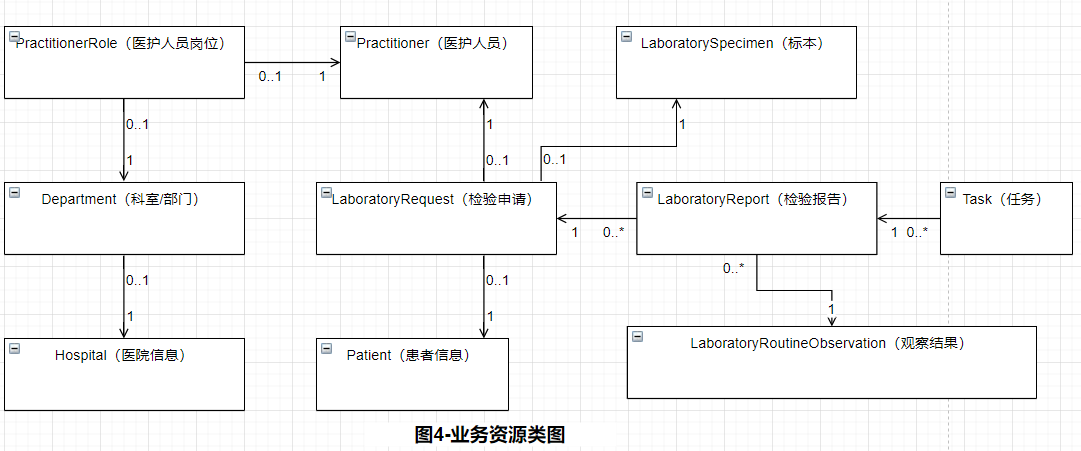 PractitionerRole（医护人员岗位）
Practitioner（医护人员）
LaboratorySpecimen（标本）
0..1
1
0..1
1
0..1
1
1
0..1
0..1
1
Department（科室/部门）
LaboratoryRequest（检验申请）
LaboratoryReport（检验报告）
Task（任务）
1
0..*
1
0..*
0..1
1
0..1
1
0..*
1
Hospital（医院信息）
Patient（患者信息）
LaboratoryRoutineObservation（观察结果）
图4-业务资源类图